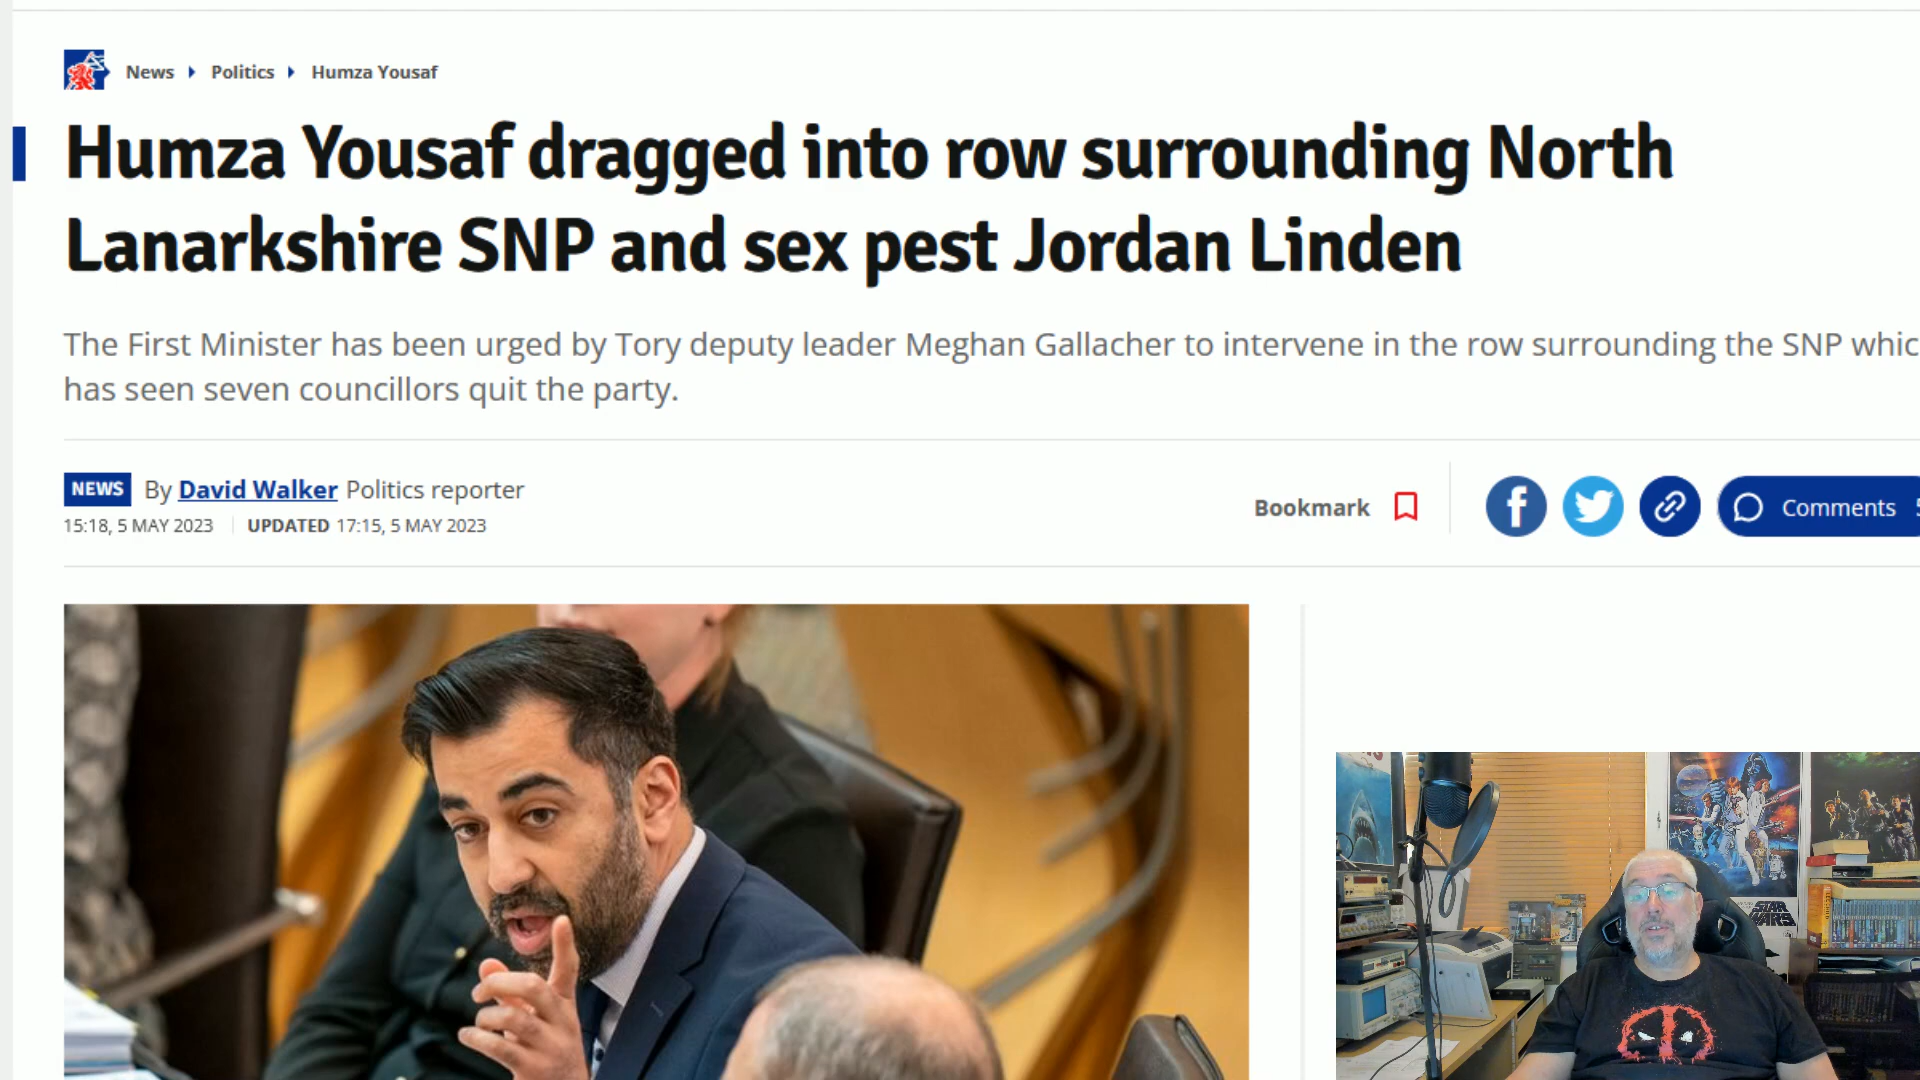 News Politics Humza Yousaf
Humza Yousaf dragged into row surrounding North
Lanarkshire SNP and sex pest Jordan Linden
The First Minister has been urged by Tory deputy leader Meghan Gallacher to intervene in the row surrounding the SNP whic
has seen seven councillors quit the party.
NEWS By David Walker Politics reporter
15:18, 5 MAY 2023 UPDATED 17:15, 5 MAY 2023
Bookmark
Comments
STAR
WARS